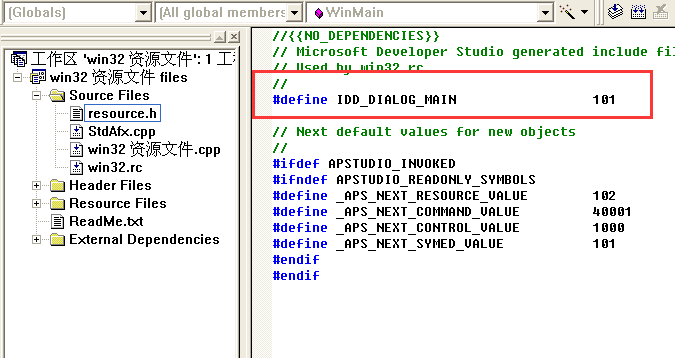 (Globals)
(All global members
WinMain
工作区 'win32 资源文件': 1 工
win32 资源文件 files
Source Files
resource.h
StdAfx.cpp
win32 资源文件.cpp
win32.rc
Header Files
Resource Files
ReadMe.txt
External Dependencies
//{{NO_DEPENDENCIES}}
// Microsoft Developer Studio generated include fi
// Used by win32.rc
//
#define IDD_DIALOG_MAIN 101
// Next default values for new objects
//
#ifdef APSTUDIO_INVOKED
#ifndef APSTUDIO_READONLY_SYMBOLS
#define _APS_NEXT_RESOURCE_VALUE 102
#define _APS_NEXT_COMMAND_VALUE 40001
#define _APS_NEXT_CONTROL_VALUE 1000
#define _APS_NEXT_SYMED_VALUE 101
#endif
#endif